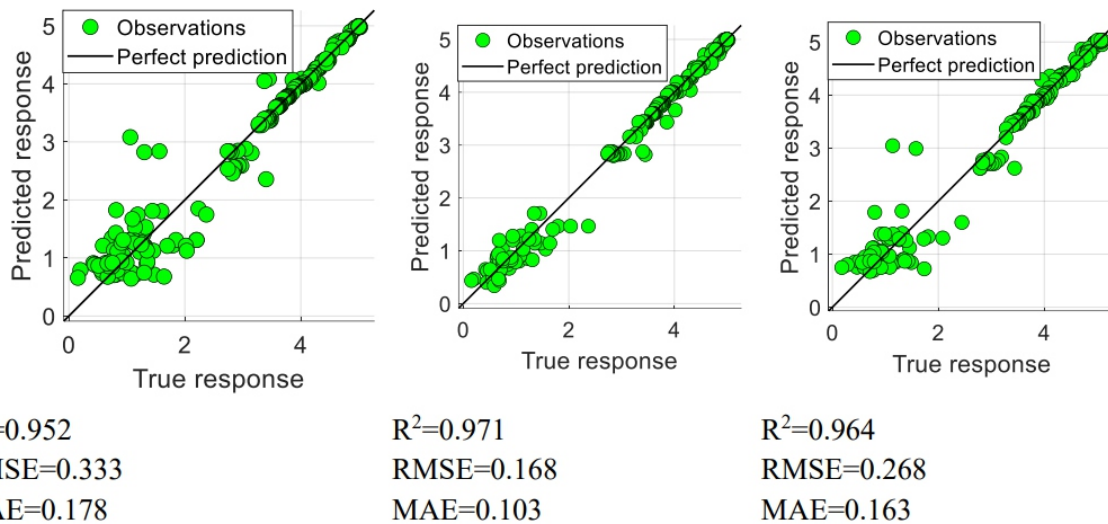 Observations
Perfect prediction
Predicted response
5
4
3
2
1
0
0 2 4
True response
Observations
Perfect prediction
Predicted response
5
4
3
2
1
0
0 2 4
True response
Observations
Perfect prediction
Predicted response
5
4
3
2
1
0
0 2 4
True response
=0.952
R²=0.971
R²=0.964
MSE=0.333
RMSE=0.168
RMSE=0.268
AE=0.178
MAE=0.103
MAE=0.163